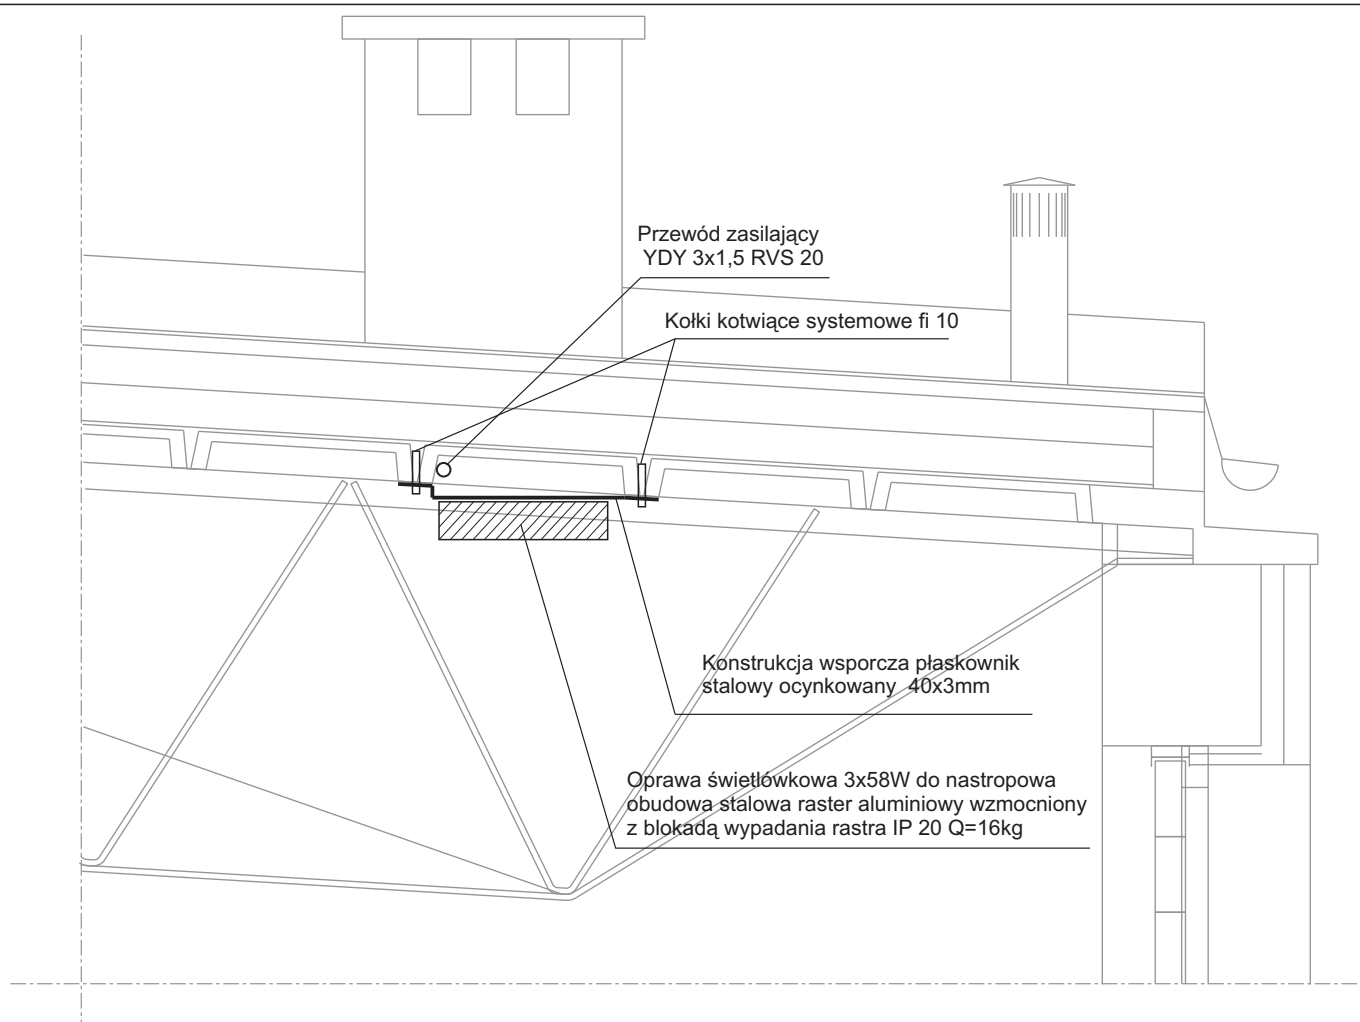 Przewód zasilający
YDY 3x1,5 RVS 20
Kołki kotwiące systemowe fi 10
Konstrukcja wsporcza płaskownik
stalowy ocynkowany 40x3mm
Oprawa świetlówkowa 3x58W do nastropowa
obudowa stalowa raster aluminiowy wzmocniony
z blokadą wypadania rastra IP 20 Q=16kg